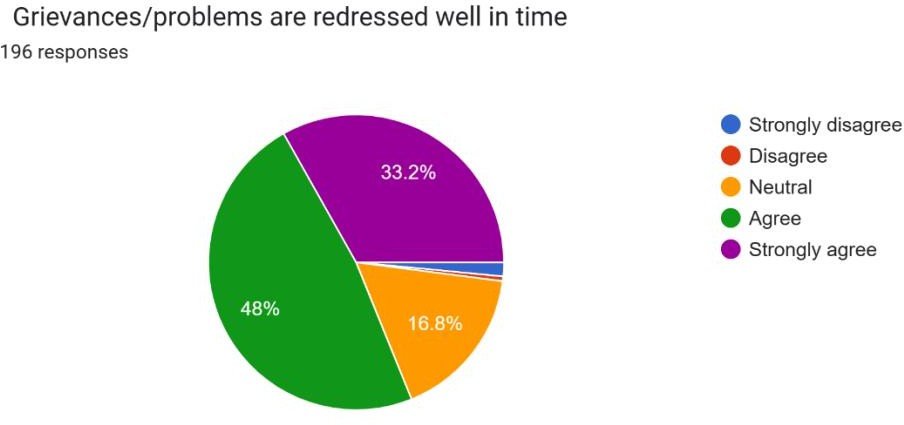 Grievances/problems are redressed well in time
196 responses
33.2%
48%
16.8%
Strongly disagree
Disagree
Neutral
Agree
Strongly agree